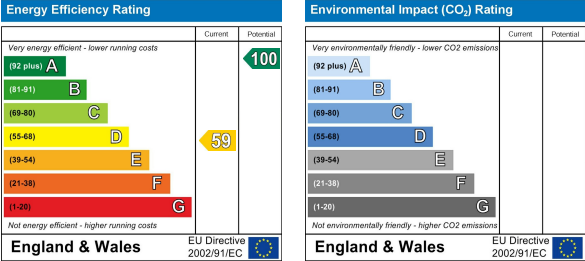 Energy Efficiency Rating
Current Potential
Very energy efficient - lower running costs
(92 plus) A
(81-91) B
(69-80) C
(55-68) D
(39-54) E
(21-38) F
(1-20) G
100
59
Not energy efficient - higher running costs
England & Wales
EU Directive
2002/91/EC
Environmental Impact (CO₂) Rating
Current Potential
Very environmentally friendly - lower CO2 emissions
(92 plus) A
(81-91) B
(69-80) C
(55-68) D
(39-54) E
(21-38) F
(1-20) G
Not environmentally friendly - higher CO2 emissions
England & Wales
EU Directive
2002/91/EC